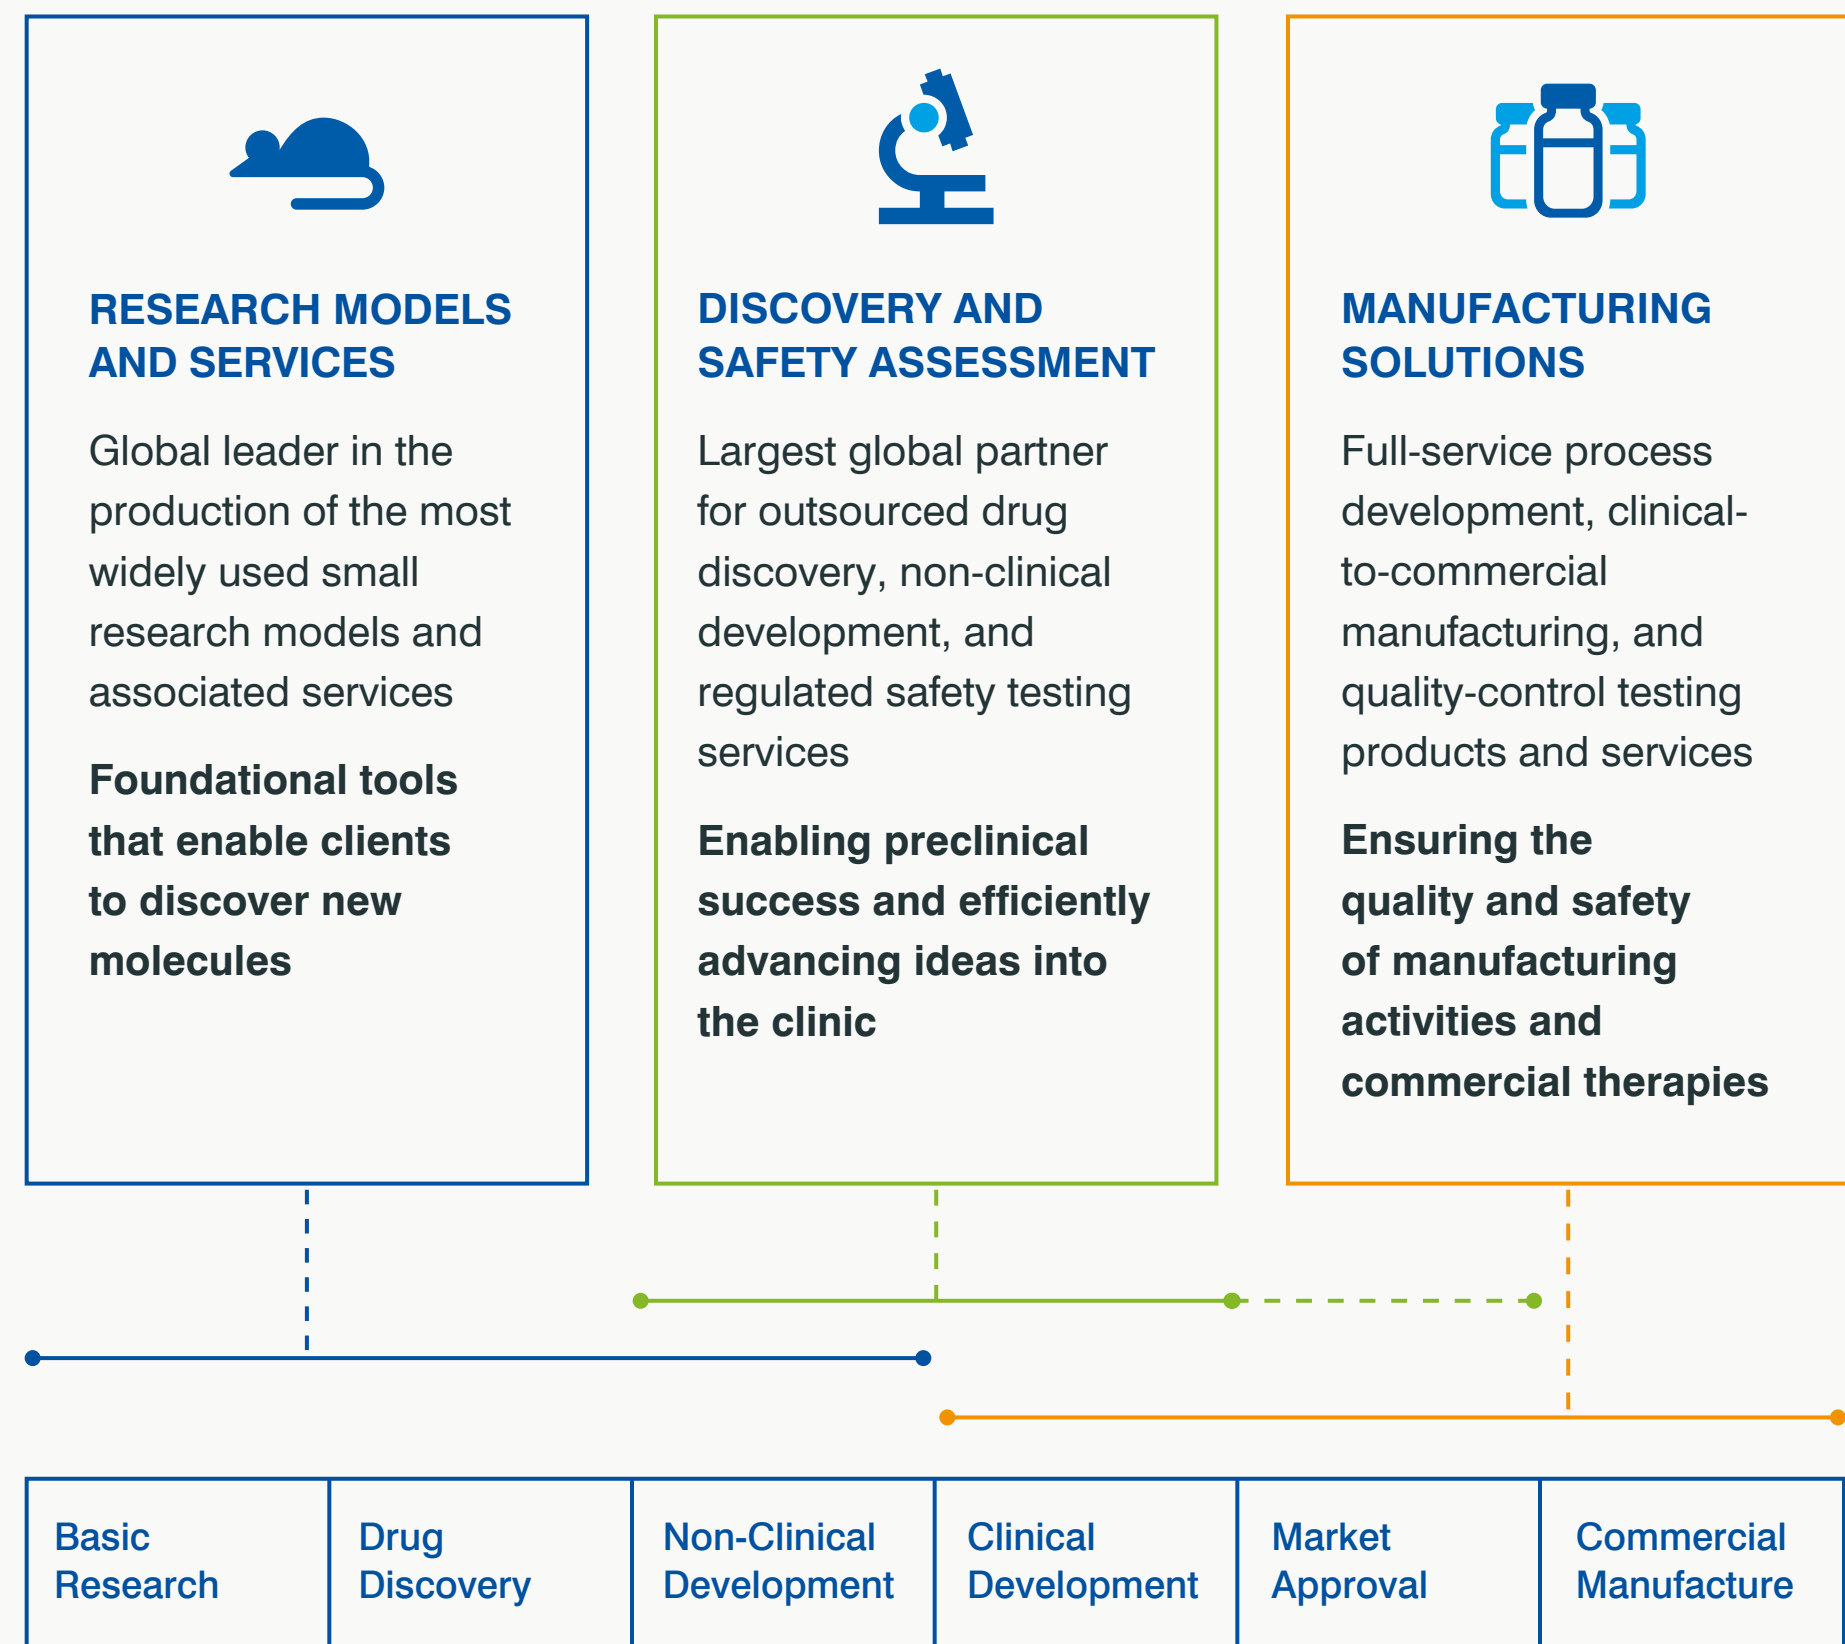 RESEARCH MODELS
AND SERVICES
Global leader in the
production of the most
widely used small
research models and
associated services
Foundational tools
that enable clients
to discover new
molecules
DISCOVERY AND
SAFETY ASSESSMENT
Largest global partner
for outsourced drug
discovery, non-clinical
development, and
regulated safety testing
services
Enabling preclinical
success and efficiently
advancing ideas into
the clinic
MANUFACTURING
SOLUTIONS
Full-service process
development, clinical-
to-commercial
manufacturing, and
quality-control testing
products and services
Ensuring the
quality and safety
of manufacturing
activities and
commercial therapies
Basic
Research
Drug
Discovery
Non-Clinical
Development
Clinical
Development
Market
Approval
Commercial
Manufacture